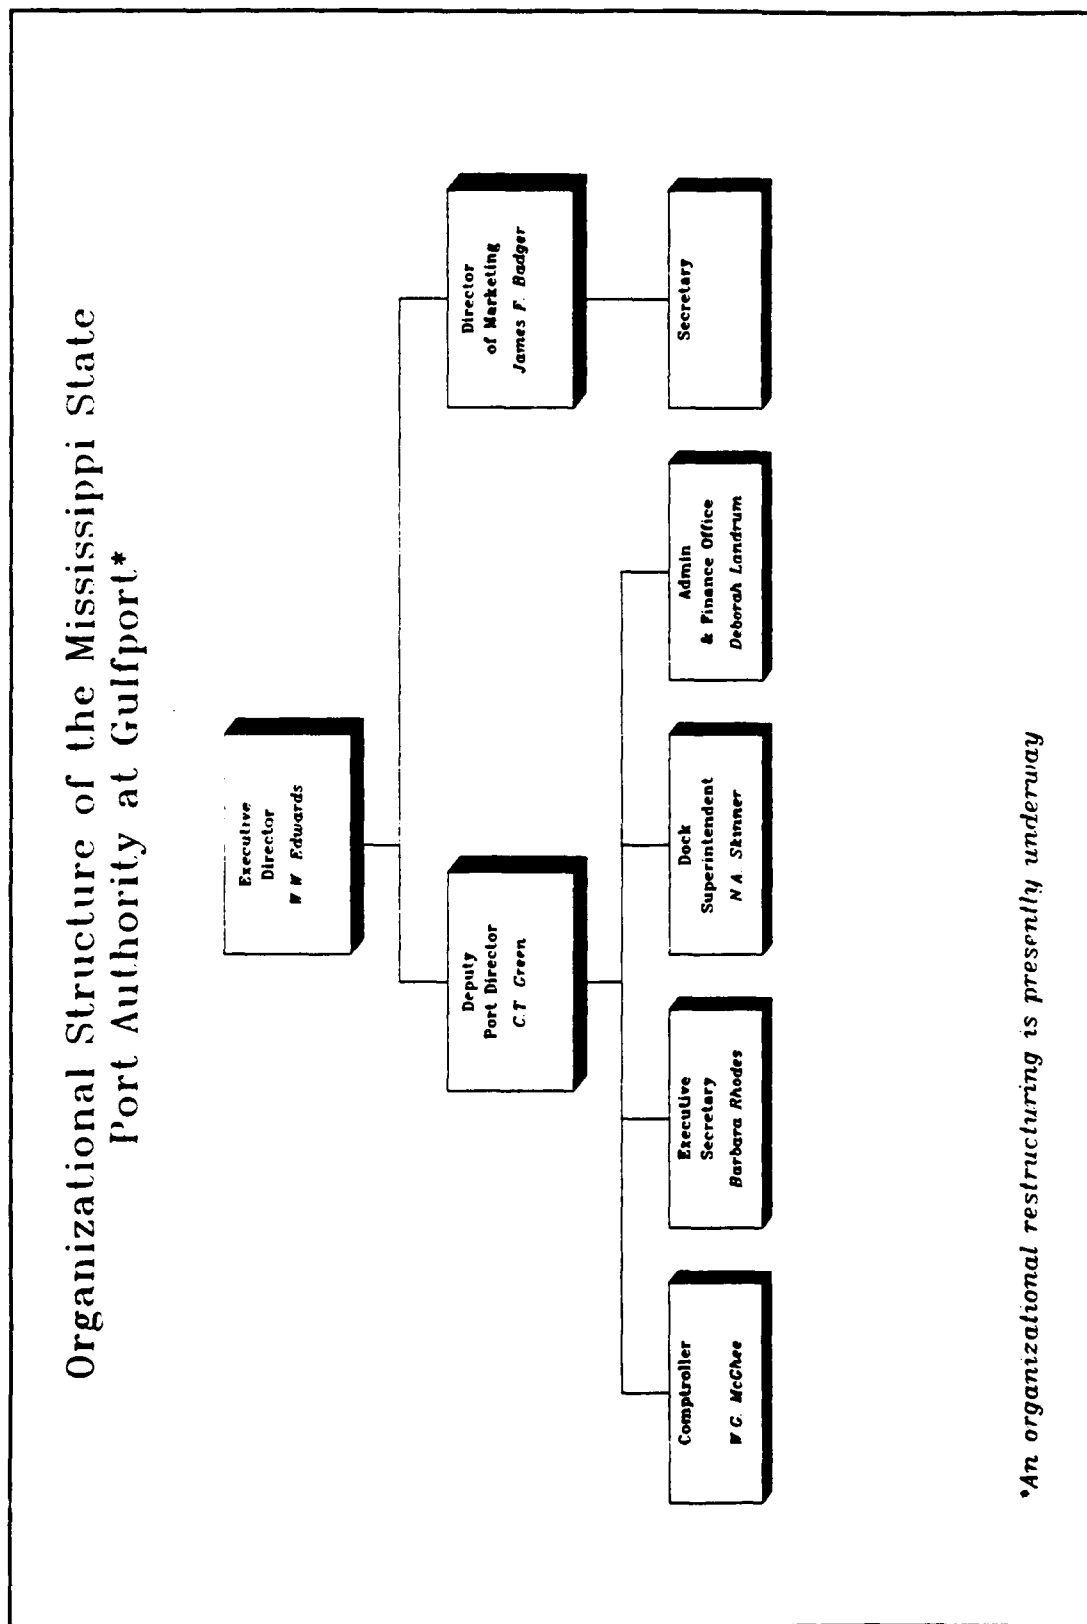 Organizational Structure of the Mississippi State
Port Authority at Gulfport*
Executive
Director
W W Edwards
Deputy
Port Director
C.T Green
Director
of Marketing
James F. Badger
Comptroller
W G. McGhee
Executive
Secretary
Barbara Rhodes
Dock
Superintendent
N A. Skinner
Admin
& Finance Office
Deborah Landrum
Secretary
*An organizational restructuring is presently underway